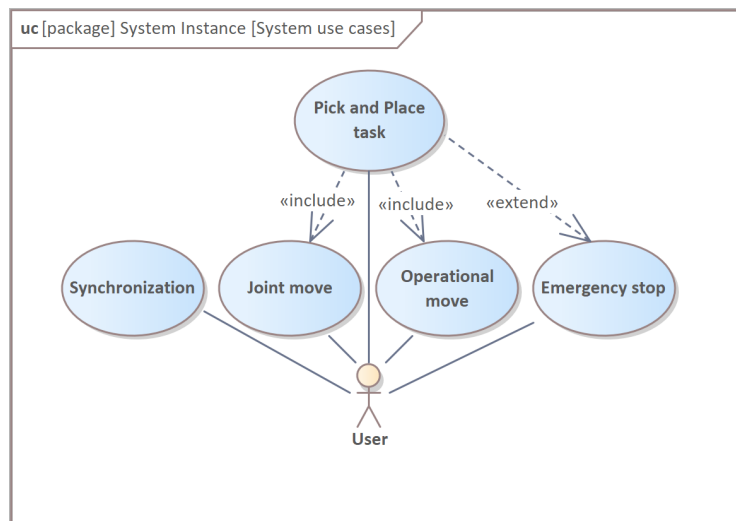 uc [package] System Instance [System use cases]
Pick and Place
task
«include»
«include»
«extend»
Synchronization
Joint move
Operational
move
Emergency stop
User